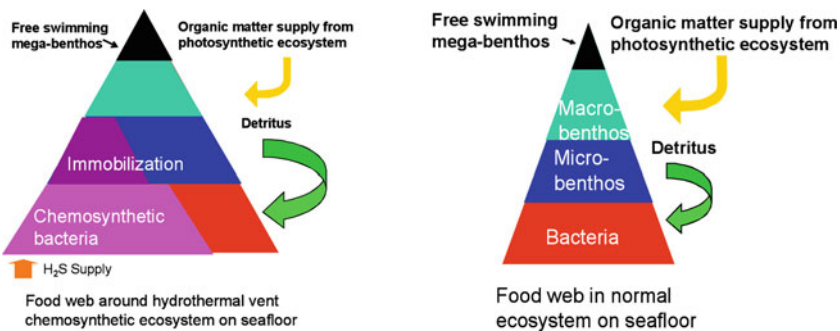 Free swimming
mega-benthos
Organic matter supply from
photosynthetic ecosystem
Detritus
Immobilization
Chemosynthetic
bacteria
H₂S Supply
Food web around hydrothermal vent
chemosynthetic ecosystem on seafloor
Free swimming
mega-benthos
Organic matter supply from
photosynthetic ecosystem
Macro-
benthos
Detritus
Micro-
benthos
Bacteria
Food web in normal
ecosystem on seafloor